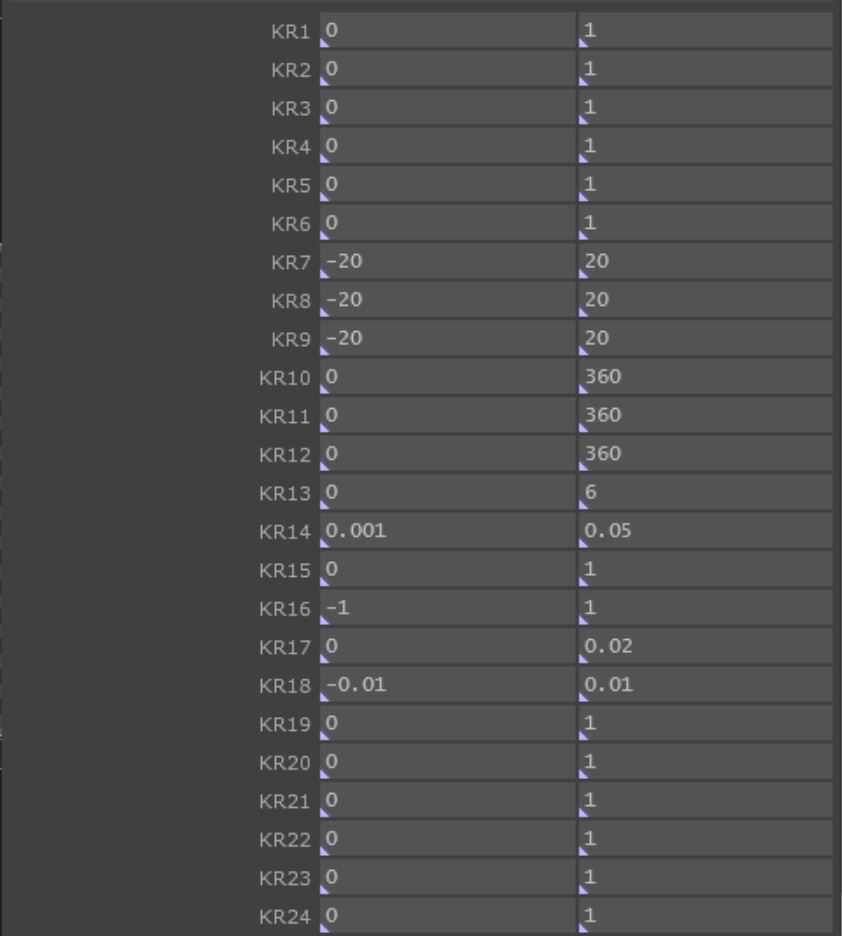 KR1 0 1
KR2 0 1
KR3 0 1
KR4 0 1
KR5 0 1
KR6 0 1
KR7 -20 20
KR8 -20 20
KR9 -20 20
KR10 0 360
KR11 0 360
KR12 0 360
KR13 0 6
KR14 0.001 0.05
KR15 0 1
KR16 -1 1
KR17 0 0.02
KR18 -0.01 0.01
KR19 0 1
KR20 0 1
KR21 0 1
KR22 0 1
KR23 0 1
KR24 0 1